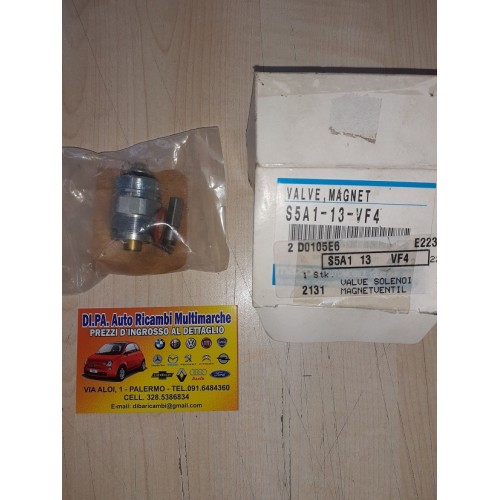 VALVE, MAGNET
S5A1-13-VF4
2 D0105E6 E223
S5A1 13 VF4
1 Stk.
VALVE SOLENOI
2131 MAGNETVENTIL
DI.PA. Auto Ricambi Multimarche
PREZZI D'INGROSSO AL DETTAGLIO
VIA ALOI, 1 - PALERMO - TEL.091.6484360
CELL. 328.5386834
E-mail: dibaricambi@gmail.com